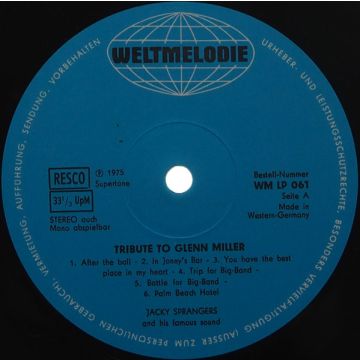 WELTMELODIE
URHEBER- UND LEISTUNGSSCHUTZRECHTE BESONDERS VERVIELFÄLTIGUNG (AUSSER ZUM PERSÖNLICHEN GEBRAUCH), VERMIETUNG, AUFFÜHRUNG, SENDUNG, VORBEHALTEN
RESCO
33 1/3 UpM
STEREO auch
Mono abspielbar
Ⓟ 1975
Supertone
Bestell-Nummer
WM LP 061
Seite A
Made in
Western-Germany
TRIBUTE TO GLENN MILLER
1. After the ball - 2. In Joney's Bar - 3. You have the best
place in my heart - 4. Trip for Big-Band -
5. Battle for Big-Band -
6. Palm Beach Hotel
JACKY SPRANGERS
and his famous sound